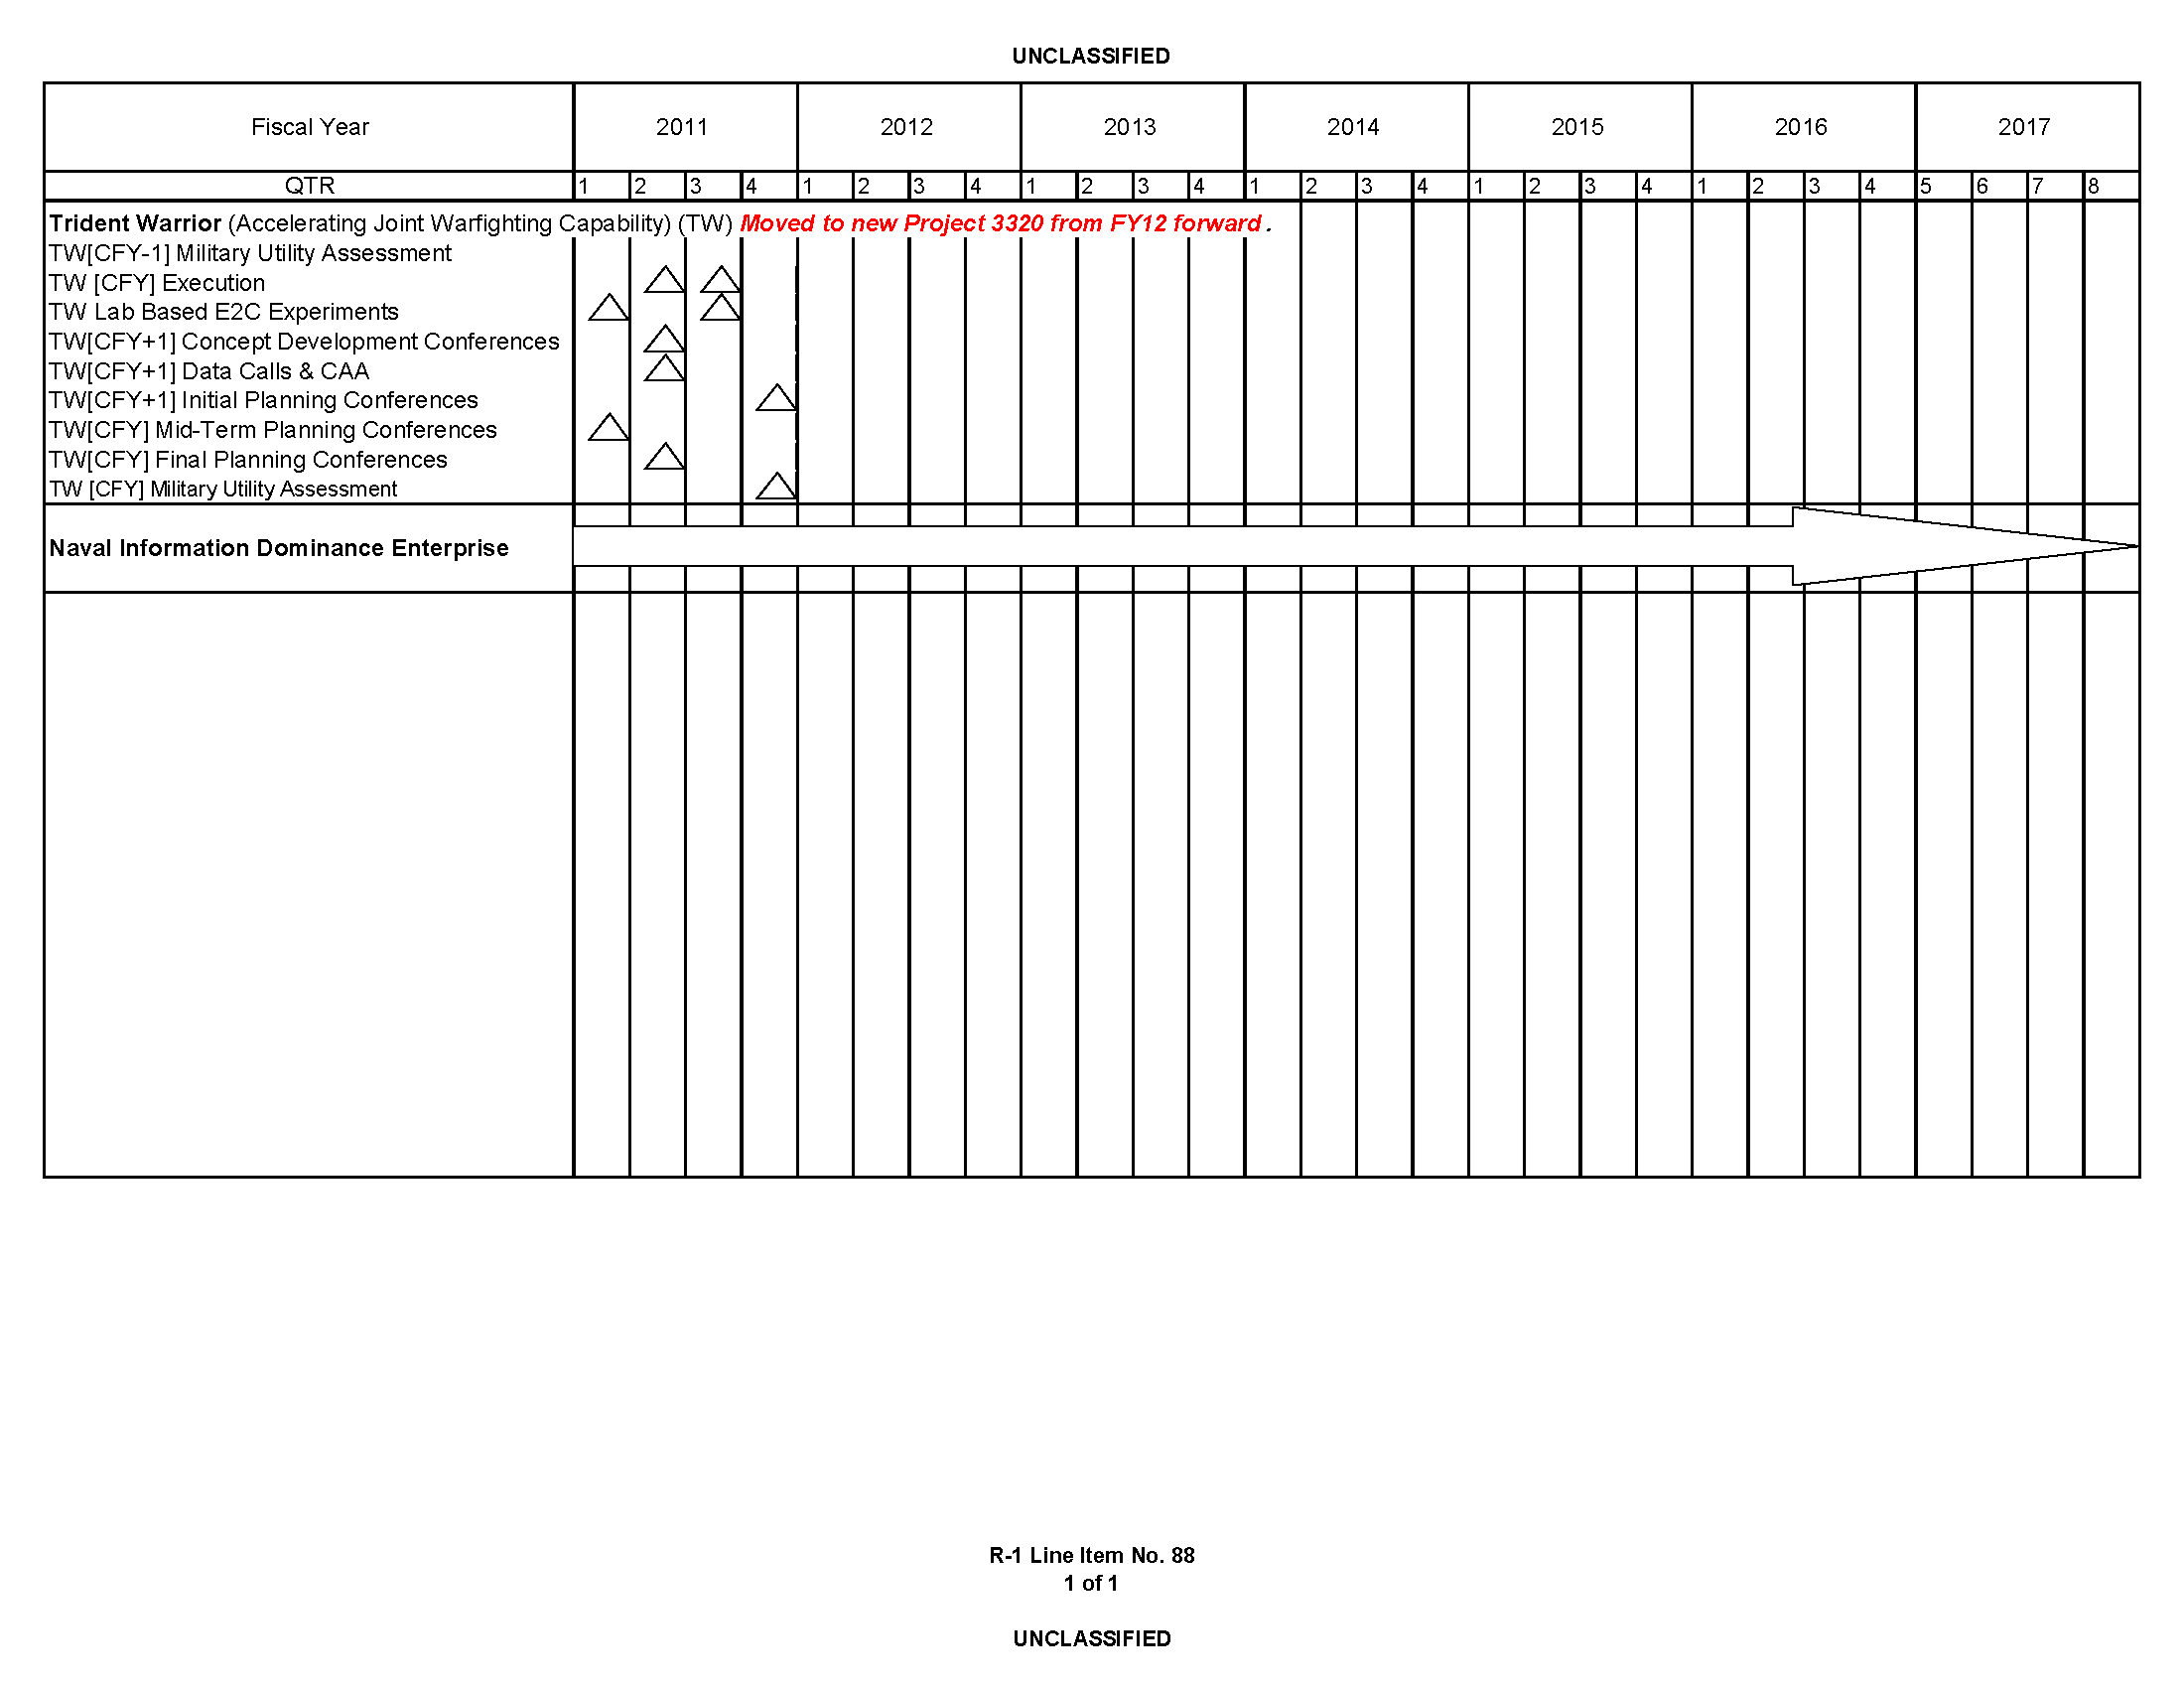 UNCLASSIFIED
Fiscal Year 2011 2012 2013 2014 2015 2016 2017
QTR 1 2 3 4 1 2 3 4 1 2 3 4 1 2 3 4 1 2 3 4 1 2 3 4 5 6 7 8
Trident Warrior (Accelerating Joint Warfighting Capability) (TW) Moved to new Project 3320 from FY12 forward .
TW[CFY-1] Military Utility Assessment
TW [CFY] Execution
TW Lab Based E2C Experiments
TW[CFY+1] Concept Development Conferences
TW[CFY+1] Data Calls & CAA
TW[CFY+1] Initial Planning Conferences
TW[CFY] Mid-Term Planning Conferences
TW[CFY] Final Planning Conferences
TW [CFY] Military Utility Assessment
Naval Information Dominance Enterprise
R-1 Line Item No. 88
1 of 1
UNCLASSIFIED